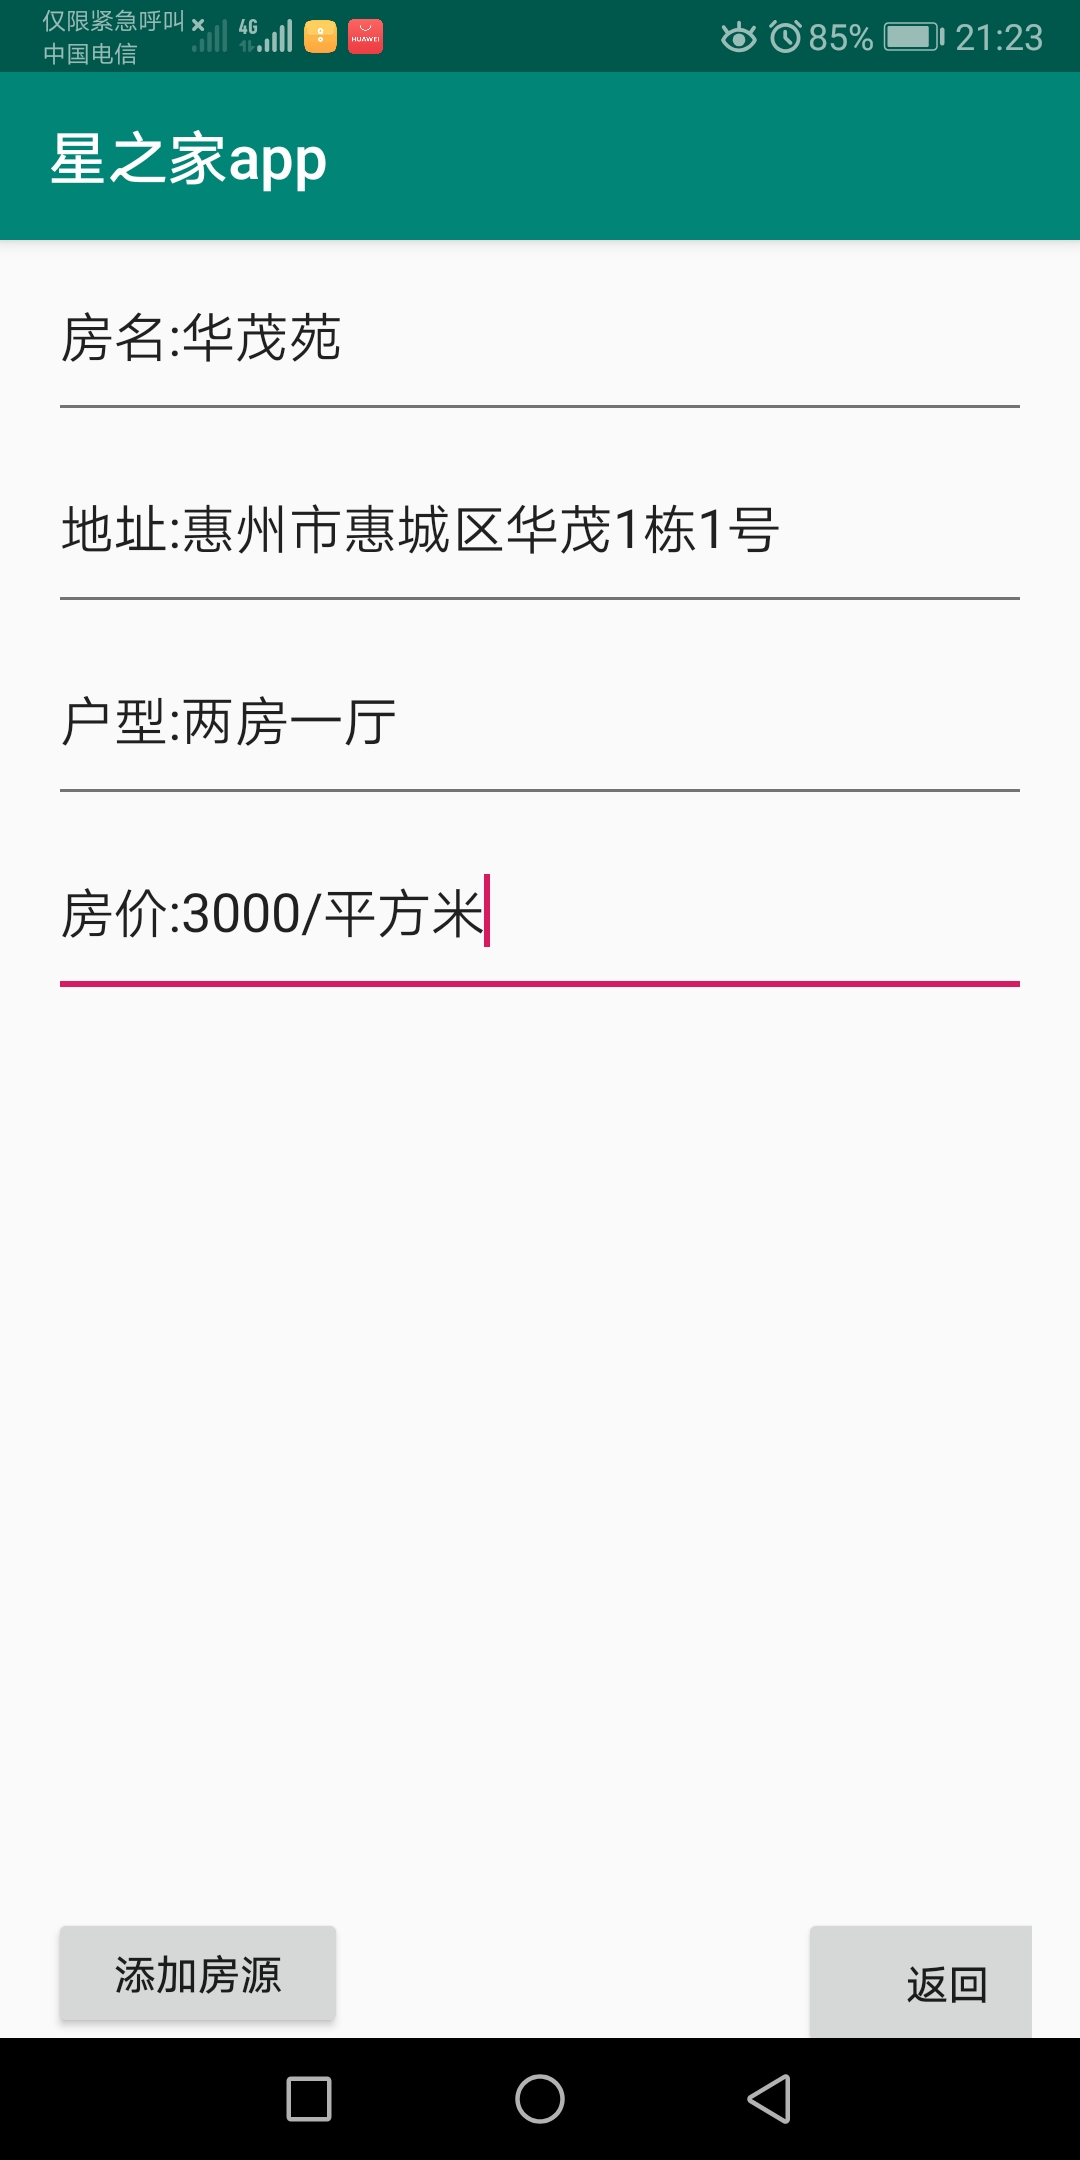 仅限紧急呼叫
中国电信
4G
HUAWEI
85%
21:23
星之家app
房名:华茂苑
地址:惠州市惠城区华茂1栋1号
户型:两房一厅
房价:3000/平方米
添加房源
返回